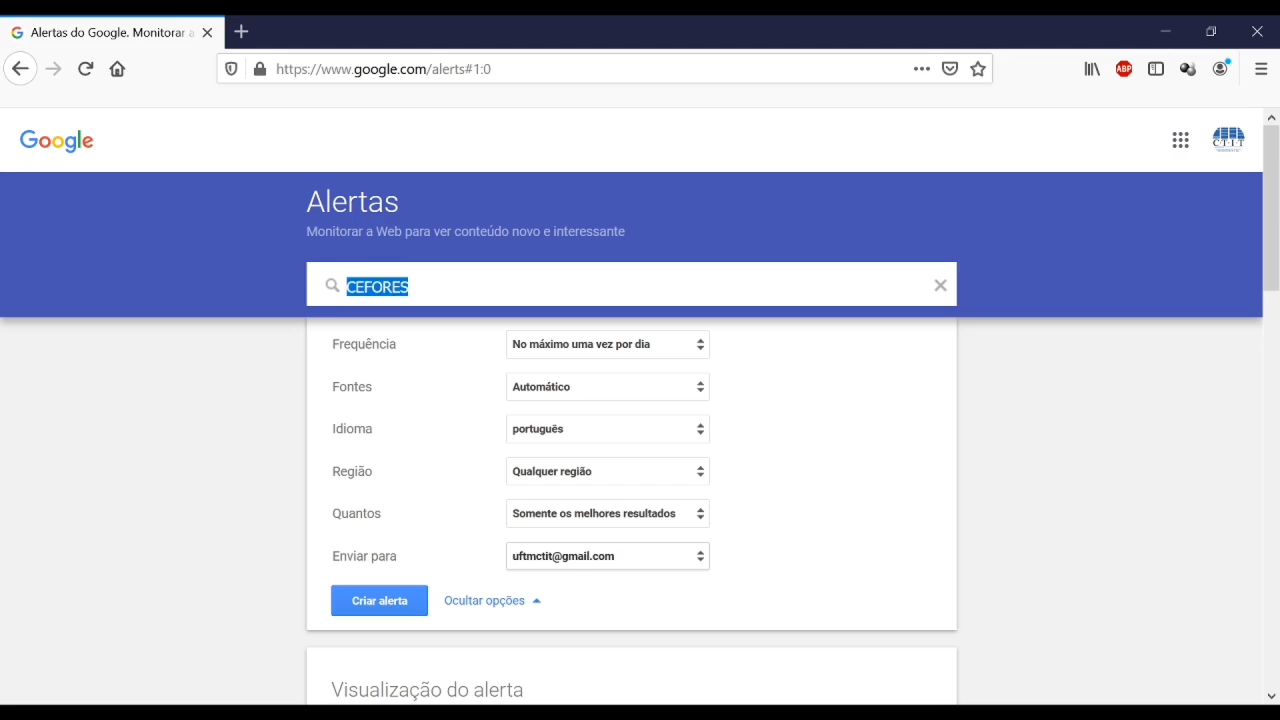 Alertas do Google. Monitorar a
https://www.google.com/alerts#1:0
ABP
Google
CTIT
Alertas
Monitorar a Web para ver conteúdo novo e interessante
CEFORES
Frequência
No máximo uma vez por dia
Fontes
Automático
Idioma
português
Região
Qualquer região
Quantos
Somente os melhores resultados
Enviar para
uftmctit@gmail.com
Criar alerta
Ocultar opções
Visualização do alerta